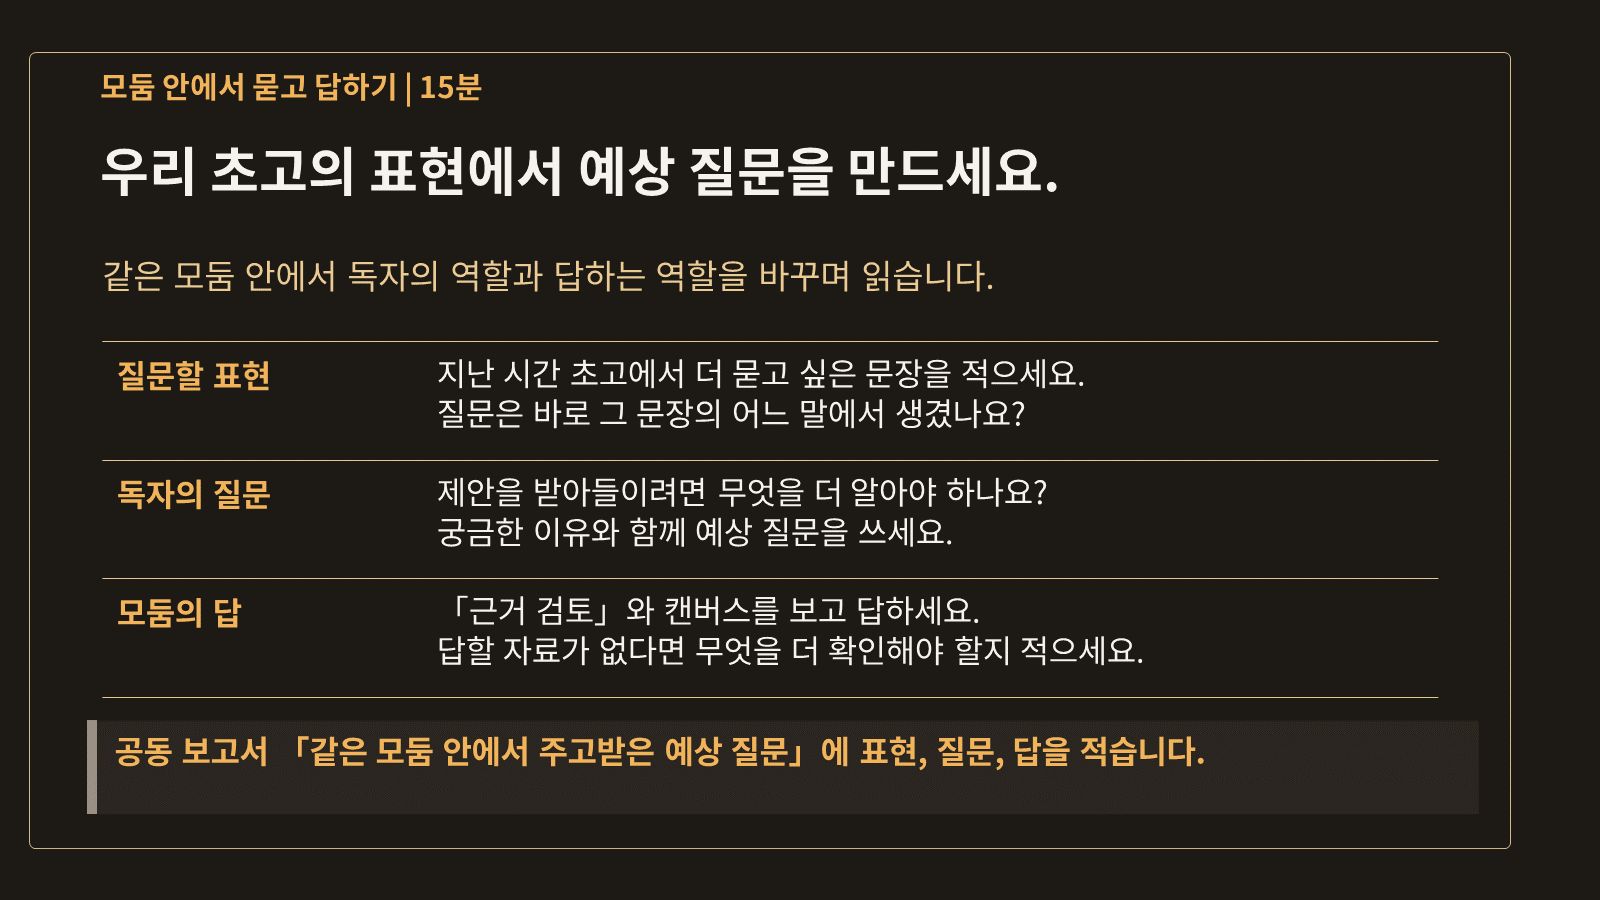 모둠 안에서 묻고 답하기 | 15분
우리 초고의 표현에서 예상 질문을 만드세요.
같은 모둠 안에서 독자의 역할과 답하는 역할을 바꾸며 읽습니다.
질문할 표현
지난 시간 초고에서 더 묻고 싶은 문장을 적으세요.
질문은 바로 그 문장의 어느 말에서 생겼나요?
독자의 질문
제안을 받아들이려면 무엇을 더 알아야 하나요?
궁금한 이유와 함께 예상 질문을 쓰세요.
모둠의 답
「근거 검토」와 캔버스를 보고 답하세요.
답할 자료가 없다면 무엇을 더 확인해야 할지 적으세요.
공동 보고서 「같은 모둠 안에서 주고받은 예상 질문」에 표현, 질문, 답을 적습니다.